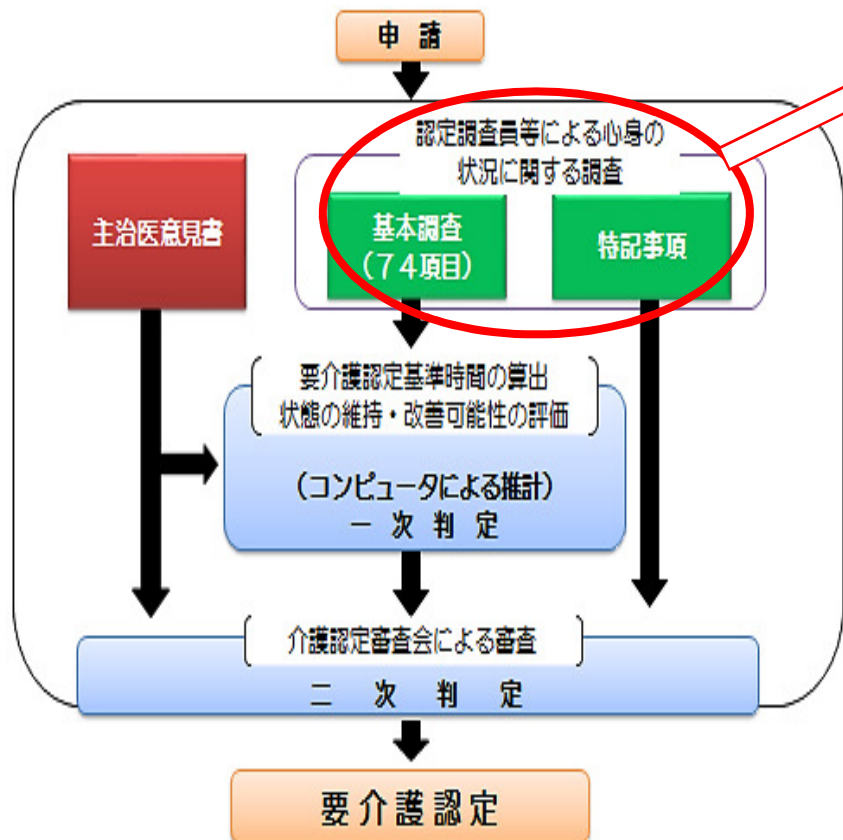 申請
認定調査員等による心身の
状況に関する調査
主治医意見書
基本調査
（７４項目）
特記事項
要介護認定基準時間の算出
状態の維持・改善可能性の評価
（コンピュータによる推計）
一次判定
介護認定審査会による審査
二次判定
要介護認定